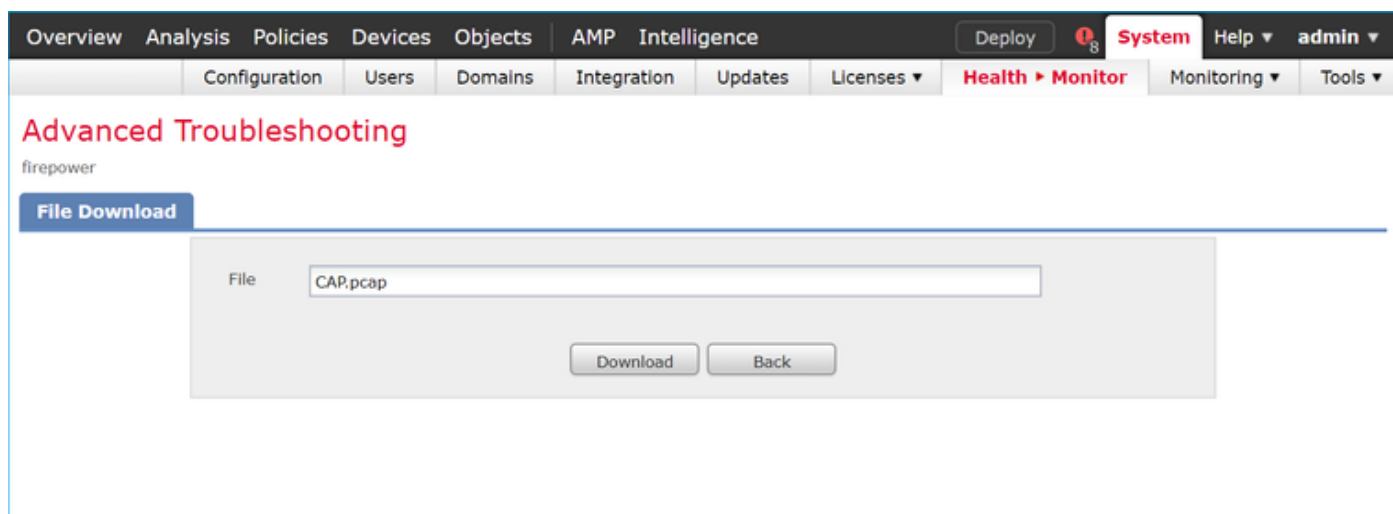 Overview Analysis Policies Devices Objects AMP Intelligence Deploy 8 System Help ▾ admin ▾
Configuration Users Domains Integration Updates Licenses ▾ Health ▸ Monitor Monitoring ▾ Tools ▾
Advanced Troubleshooting
firepower
File Download
File CAP.pcap
Download Back